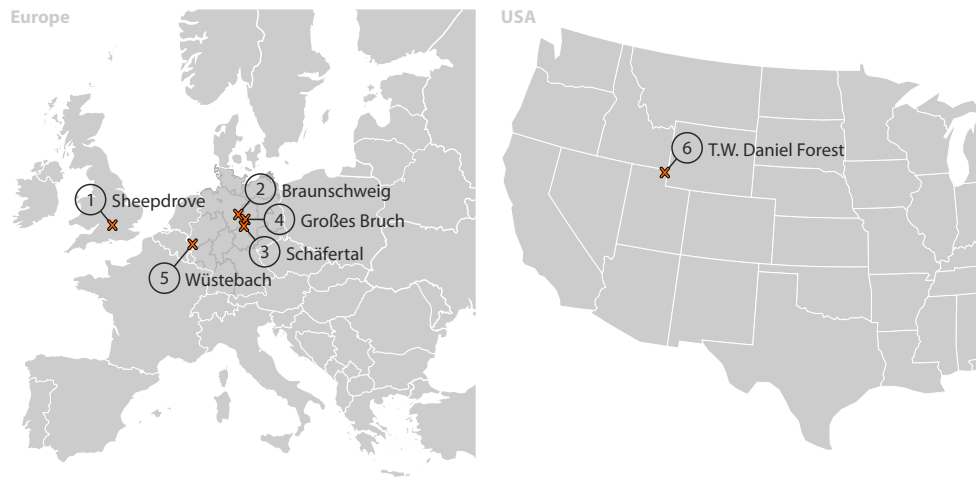 Europe
USA
1 Sheepdrove
2 Braunschweig
4 Großes Bruch
3 Schäfertal
5 Wüstebach
6 T.W. Daniel Forest